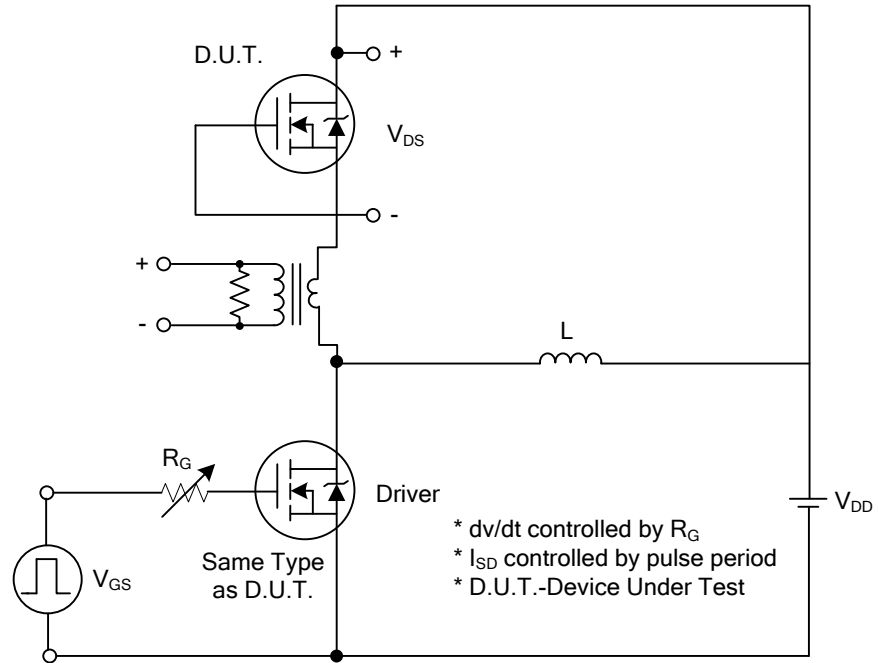 D.U.T.
+
V_DS
-
+
-
L
R_G
Driver
V_DD
V_GS
Same Type
as D.U.T.
* dv/dt controlled by R_G
* I_SD controlled by pulse period
* D.U.T.-Device Under Test